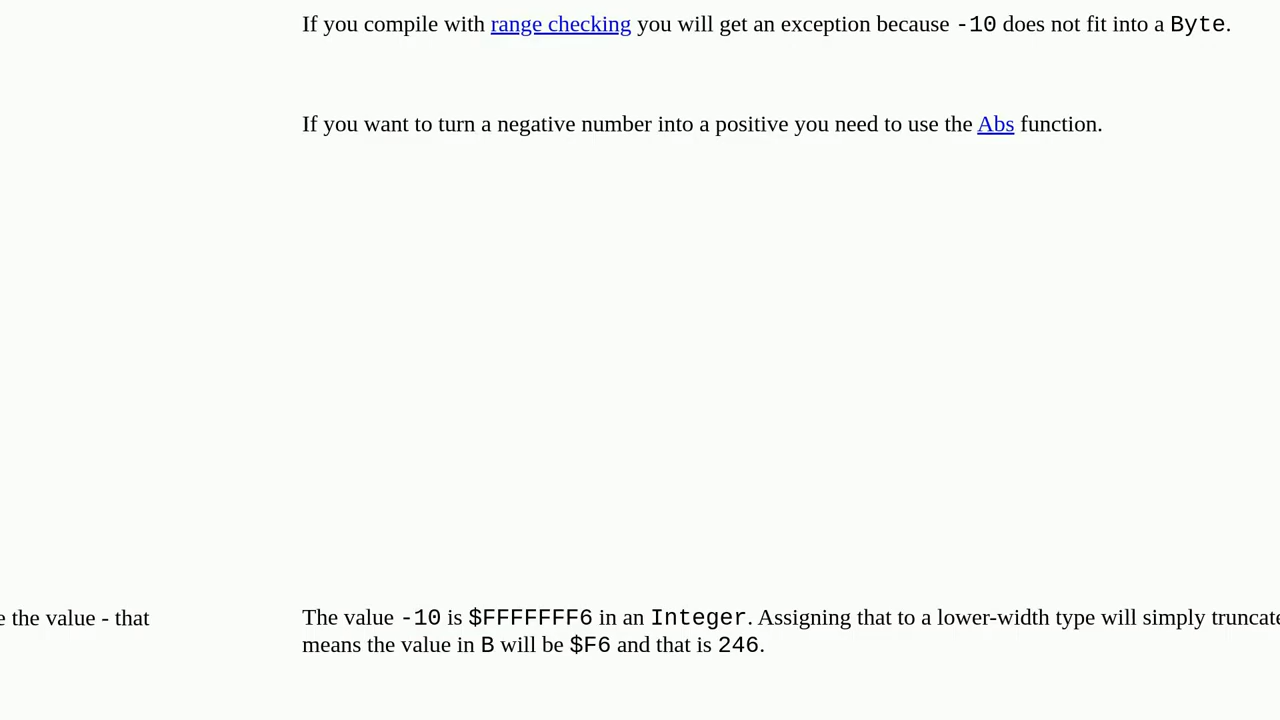 If you compile with range checking you will get an exception because -10 does not fit into a Byte.
If you want to turn a negative number into a positive you need to use the Abs function.
the value - that
The value -10 is $FFFFFFF6 in an Integer. Assigning that to a lower-width type will simply truncate
means the value in B will be $F6 and that is 246.